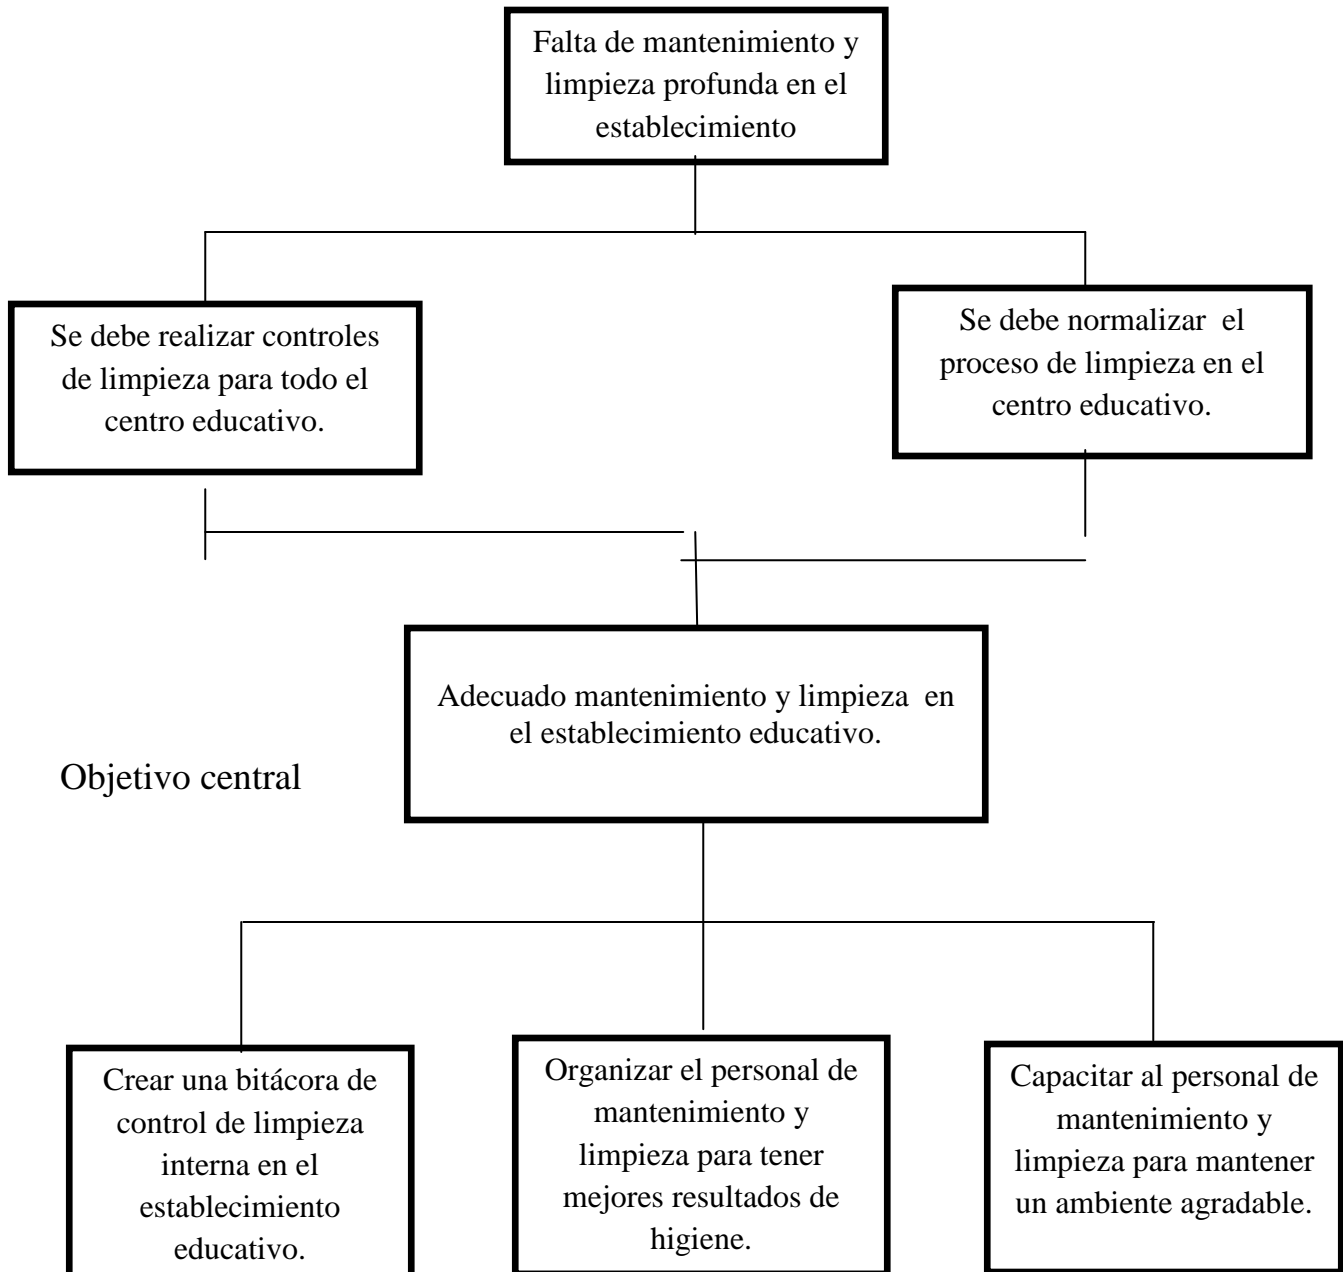 Falta de mantenimiento y
limpieza profunda en el
establecimiento
Se debe realizar controles
de limpieza para todo el
centro educativo.
Se debe normalizar  el
proceso de limpieza en el
centro educativo.
Adecuado mantenimiento y limpieza  en
el establecimiento educativo.
Objetivo central
Crear una bitácora de
control de limpieza
interna en el
establecimiento
educativo.
Organizar el personal de
mantenimiento y
limpieza para tener
mejores resultados de
higiene.
Capacitar al personal de
mantenimiento y
limpieza para mantener
un ambiente agradable.